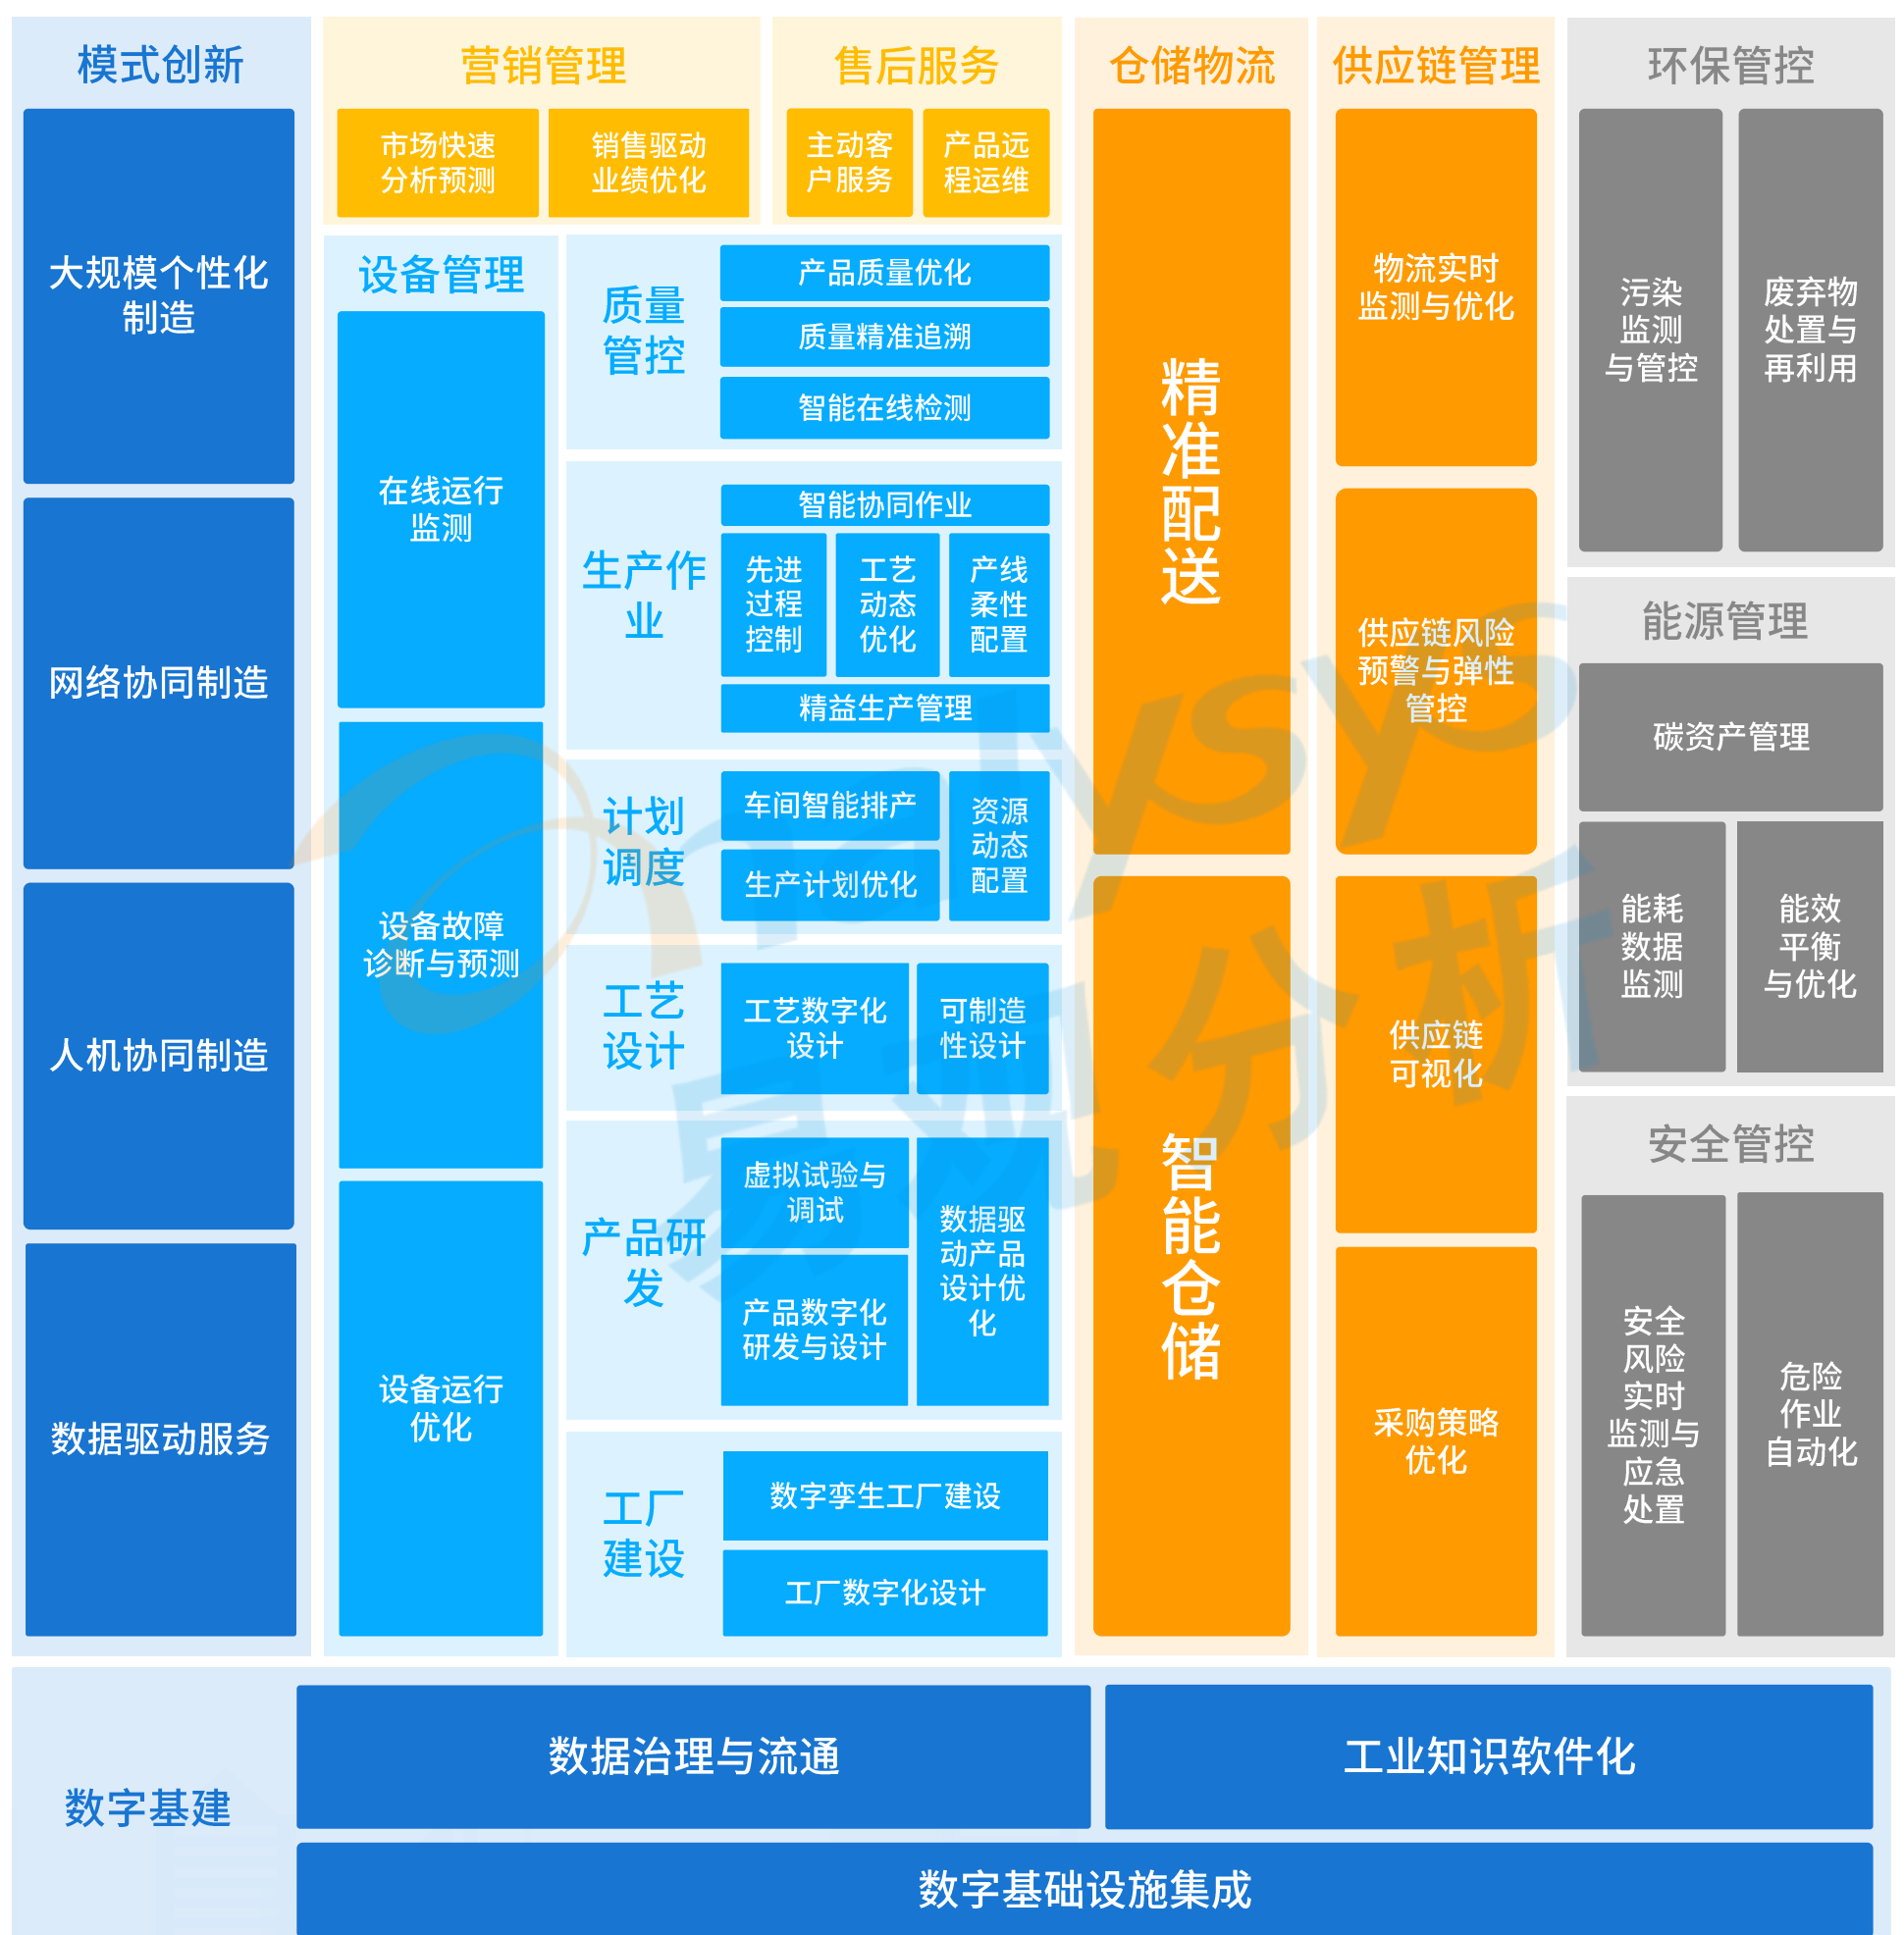 模式创新
大规模个性化
制造
网络协同制造
人机协同制造
数据驱动服务
营销管理
市场快速
分析预测
销售驱动
业绩优化
售后服务
主动客
户服务
产品远
程运维
设备管理
在线运行
监测
设备故障
诊断与预测
设备运行
优化
质量
管控
产品质量优化
质量精准追溯
智能在线检测
生产作
业
智能协同作业
先进
过程
控制
工艺
动态
优化
产线
柔性
配置
精益生产管理
计划
调度
车间智能排产
生产计划优化
资源
动态
配置
工艺
设计
工艺数字化
设计
可制造
性设计
产品研
发
虚拟试验与
调试
产品数字化
研发与设计
数据驱
动产品
设计优
化
工厂
建设
数字孪生工厂建设
工厂数字化设计
仓储物流
精
准
配
送
智
能
仓
储
供应链管理
物流实时
监测与优化
供应链风险
预警与弹性
管控
供应链
可视化
采购策略
优化
环保管控
污染
监测
与管控
废弃物
处置与
再利用
能源管理
碳资产管理
能耗
数据
监测
能效
平衡
与优化
安全管控
安全
风险
实时
监测与
应急
处置
危险
作业
自动化
数字基建
数据治理与流通
工业知识软件化
数字基础设施集成
analysys
易观分析